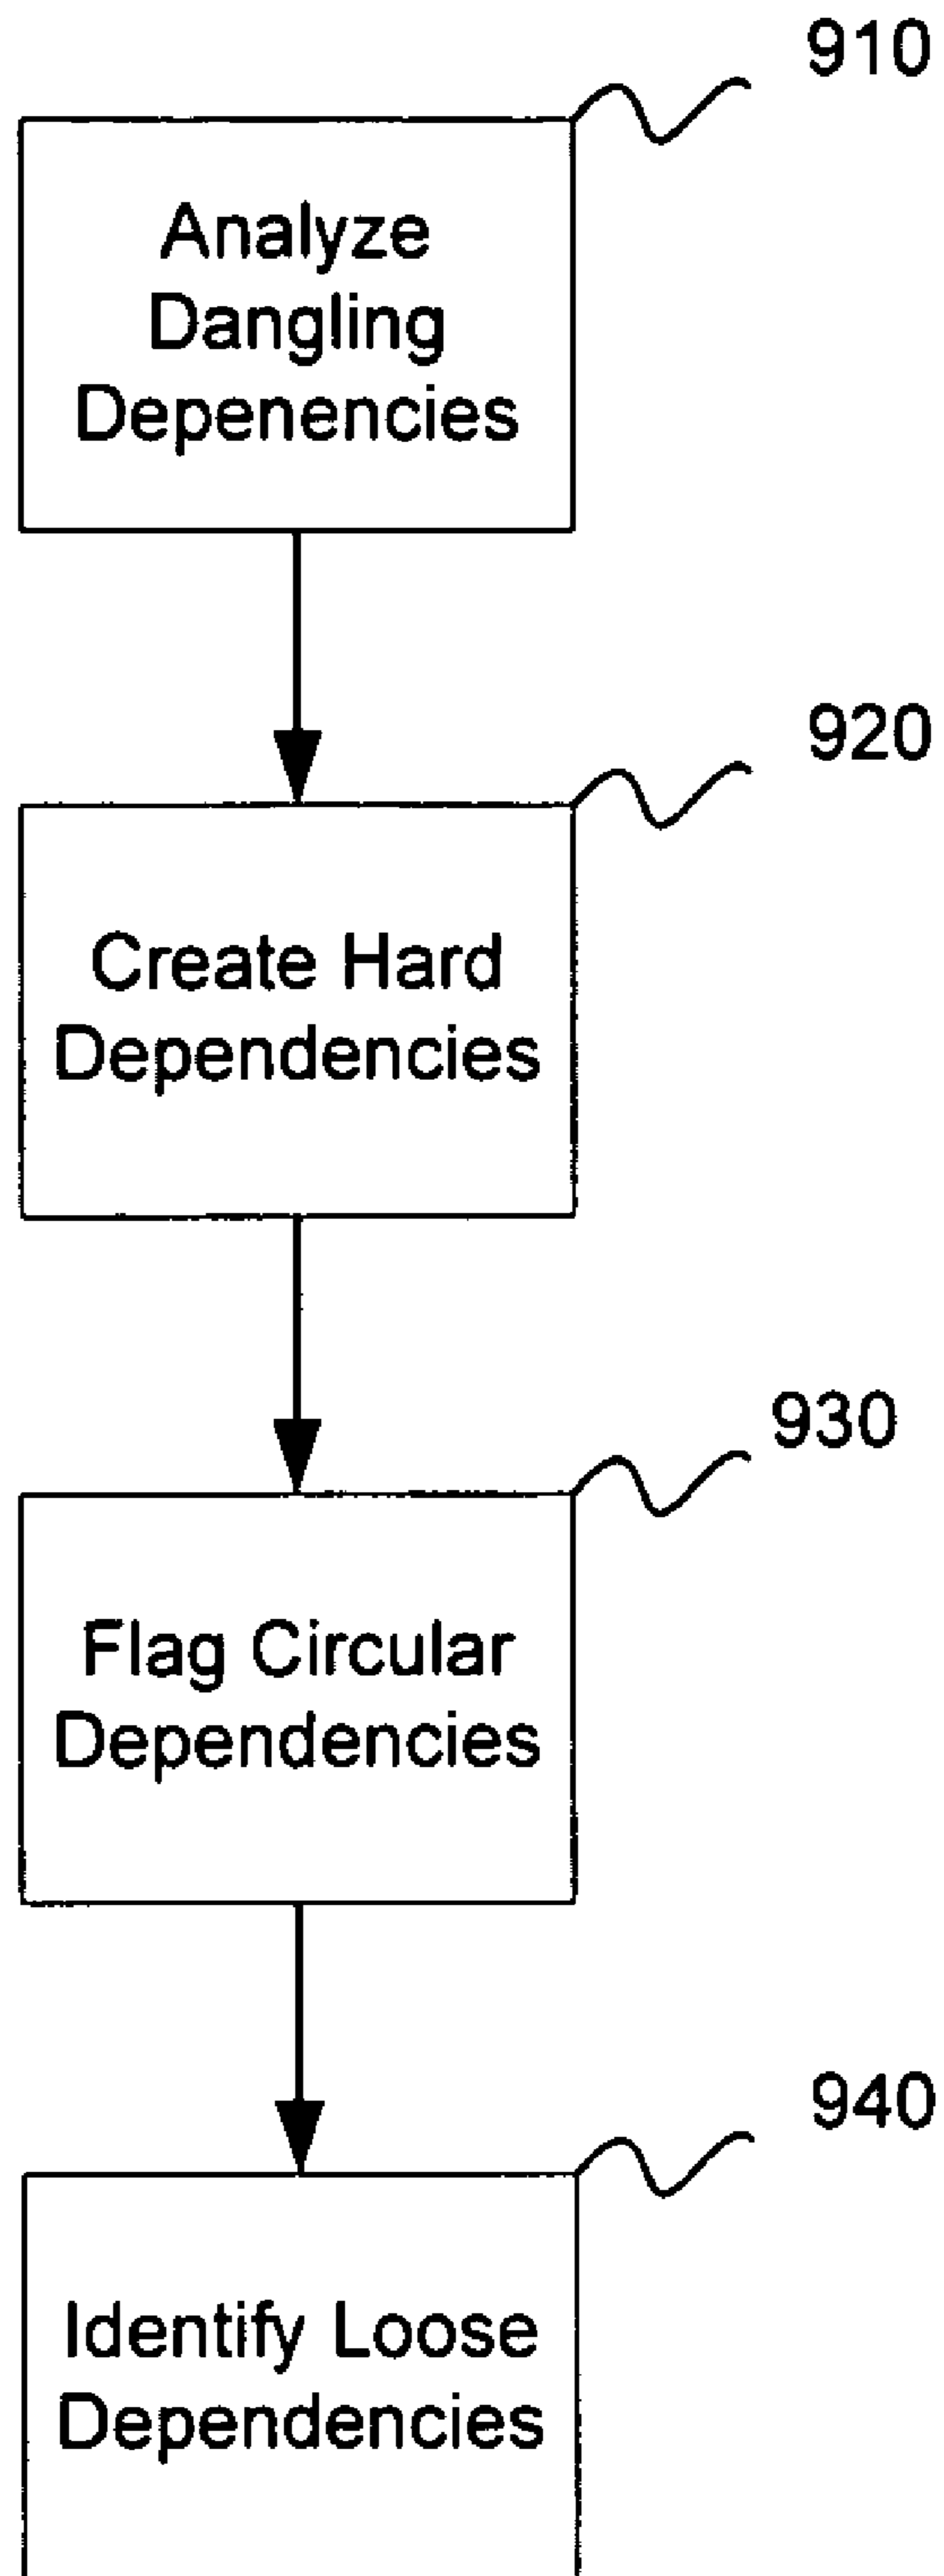 910
Analyze
Dangling
Depenencies
920
Create Hard
Dependencies
930
Flag Circular
Dependencies
940
Identify Loose
Dependencies